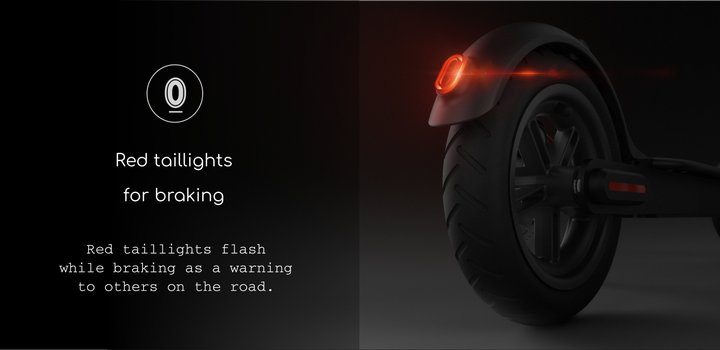 Red taillights
for braking
Red taillights flash
while braking as a warning
to others on the road.